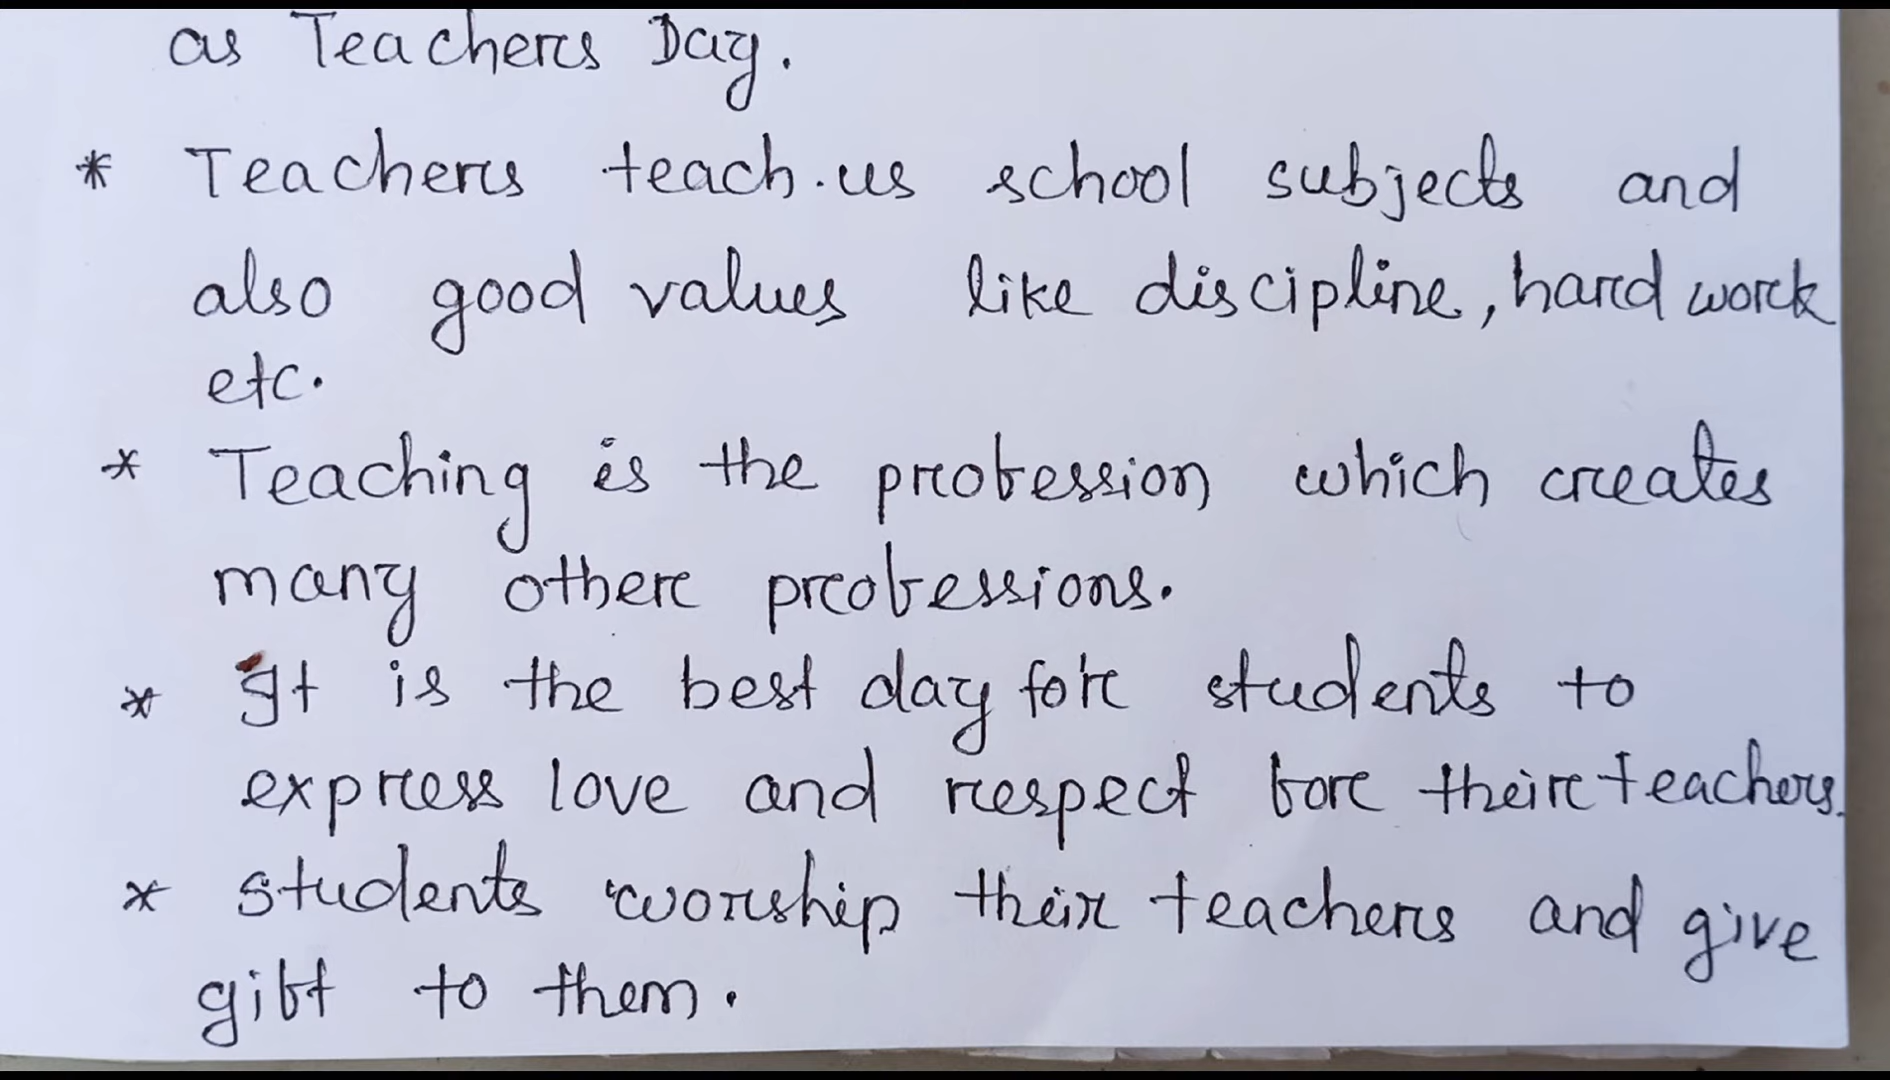 as Teachers Day.
* Teachers teach.us school subjects and
also good values like discipline, hard work
etc.
* Teaching is the profession which creates
many other professions.
* It is the best day for students to
express love and respect for their teachers.
* students worship their teachers and give
gift to them.